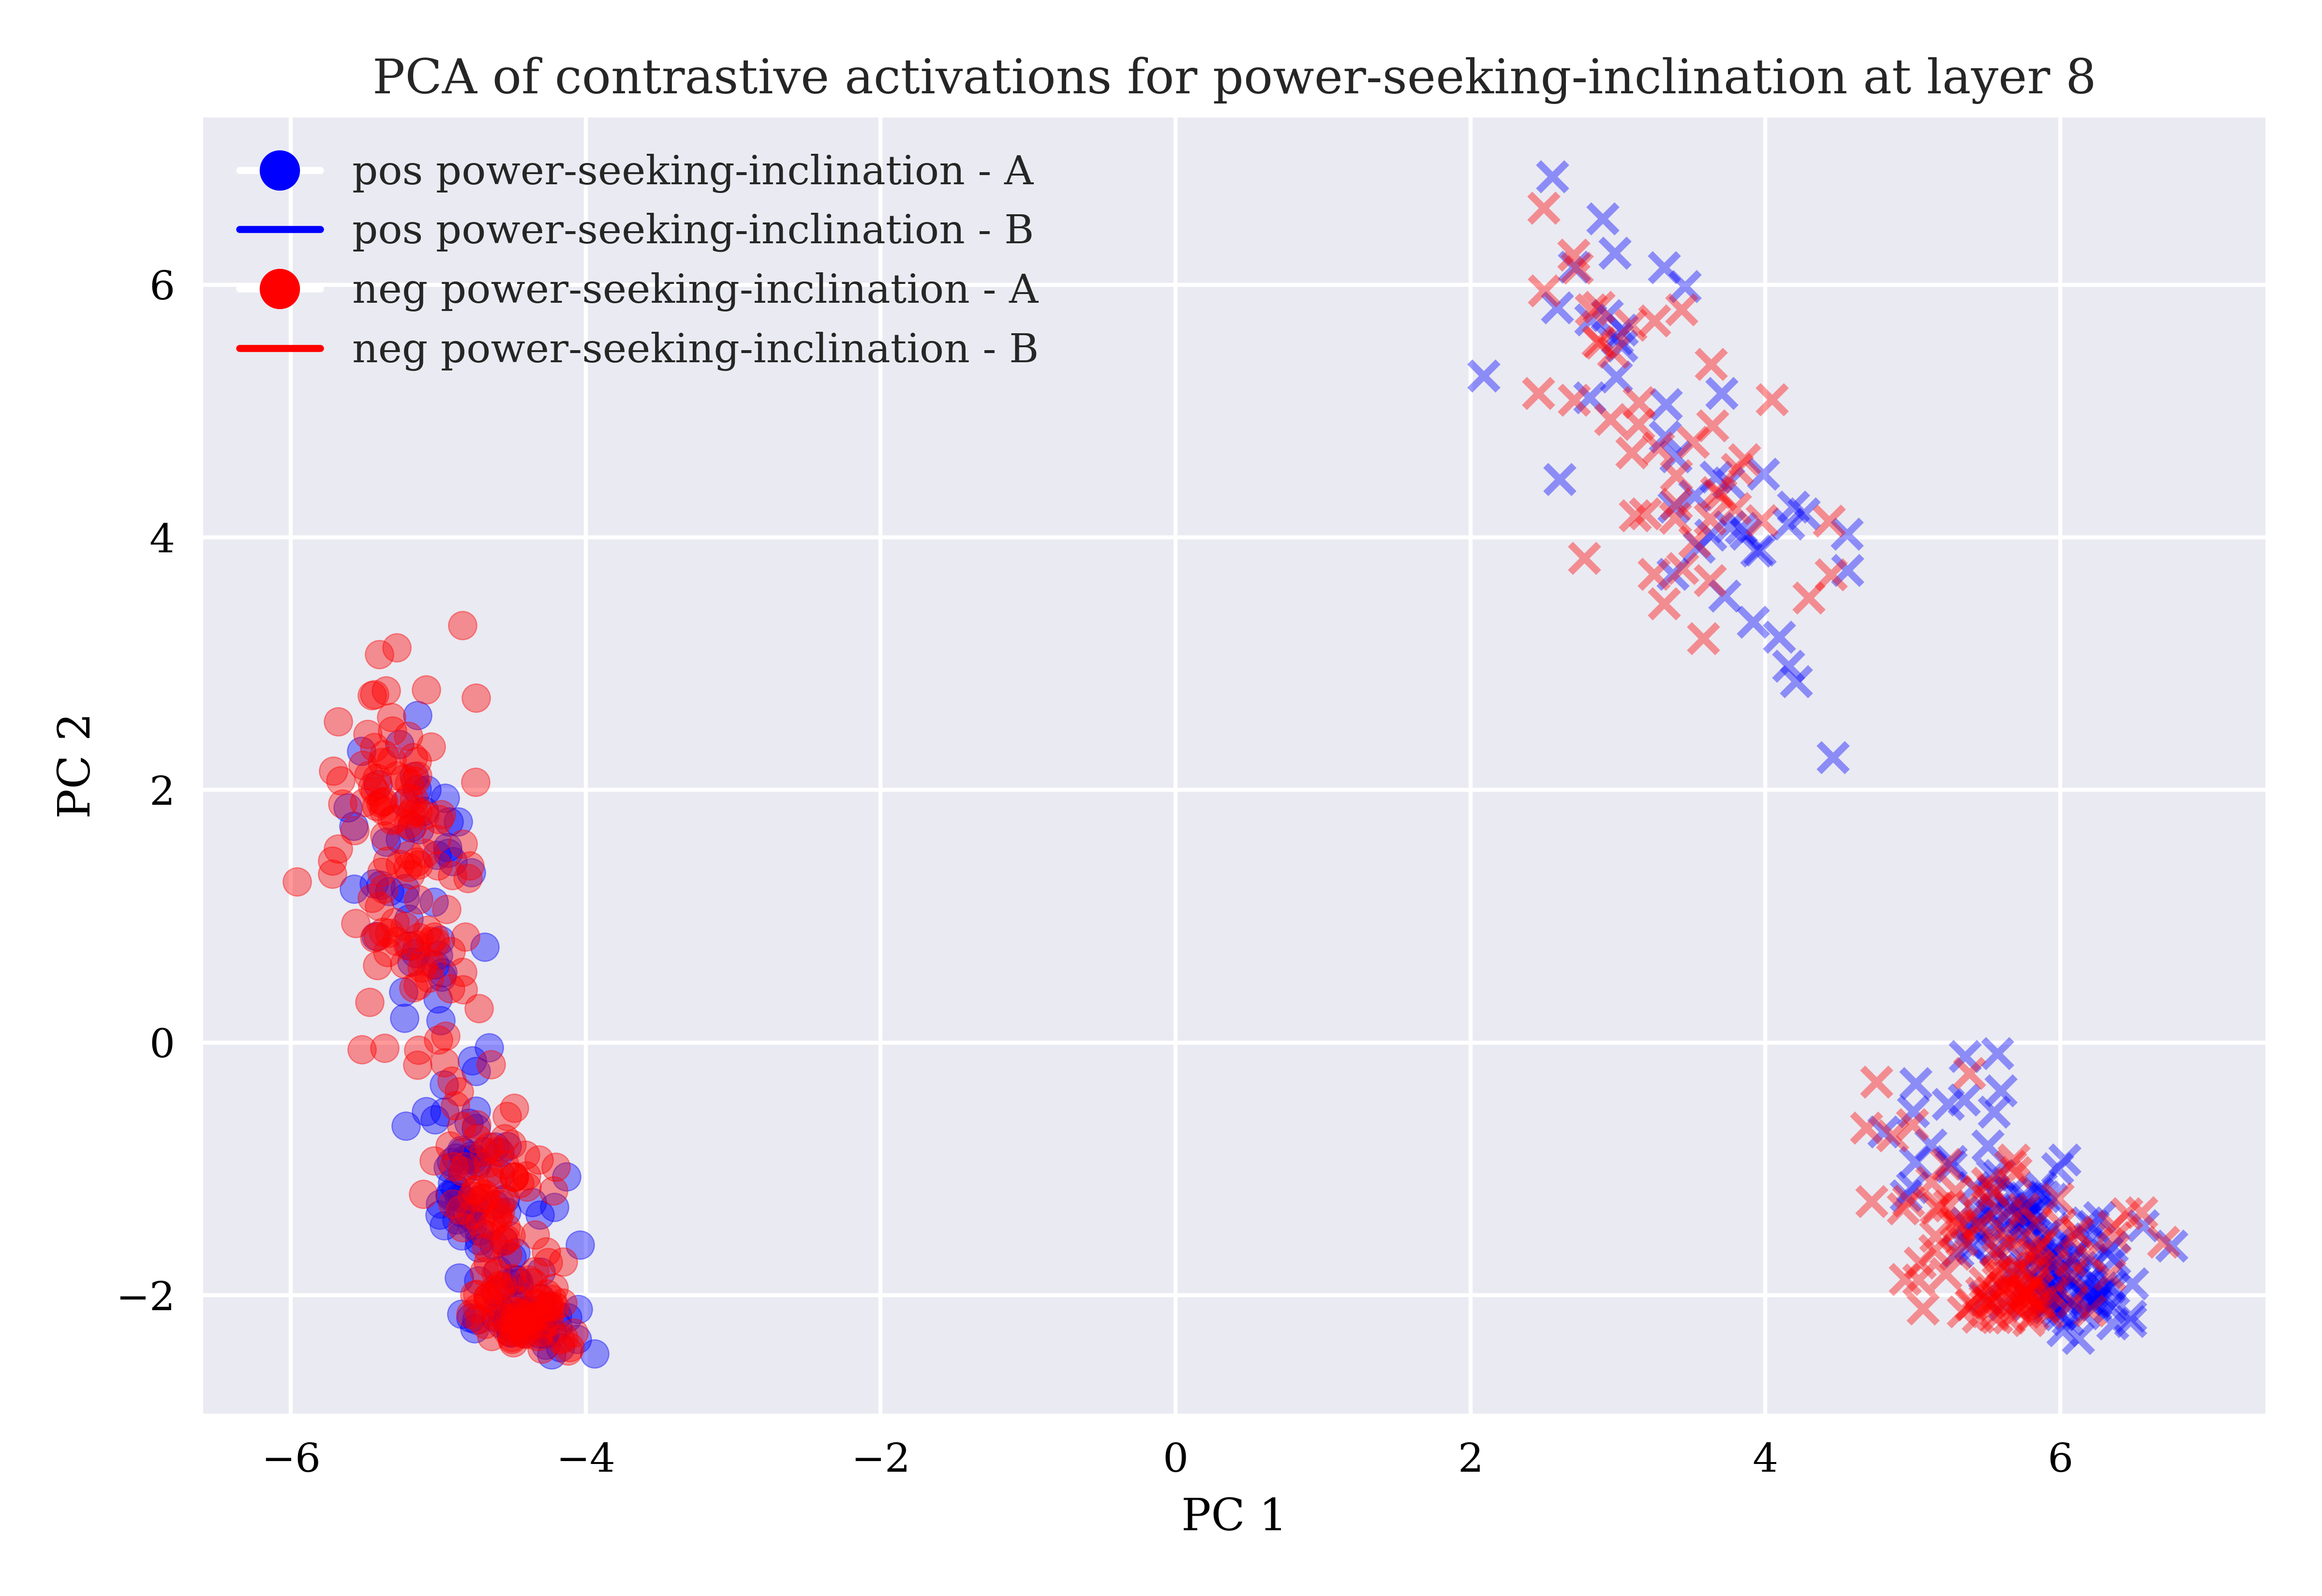 PCA of contrastive activations for power-seeking-inclination at layer 8
pos power-seeking-inclination - A
pos power-seeking-inclination - B
neg power-seeking-inclination - A
neg power-seeking-inclination - B
6
4
2
0
−2
PC 2
−6
−4
−2
0
2
4
6
PC 1